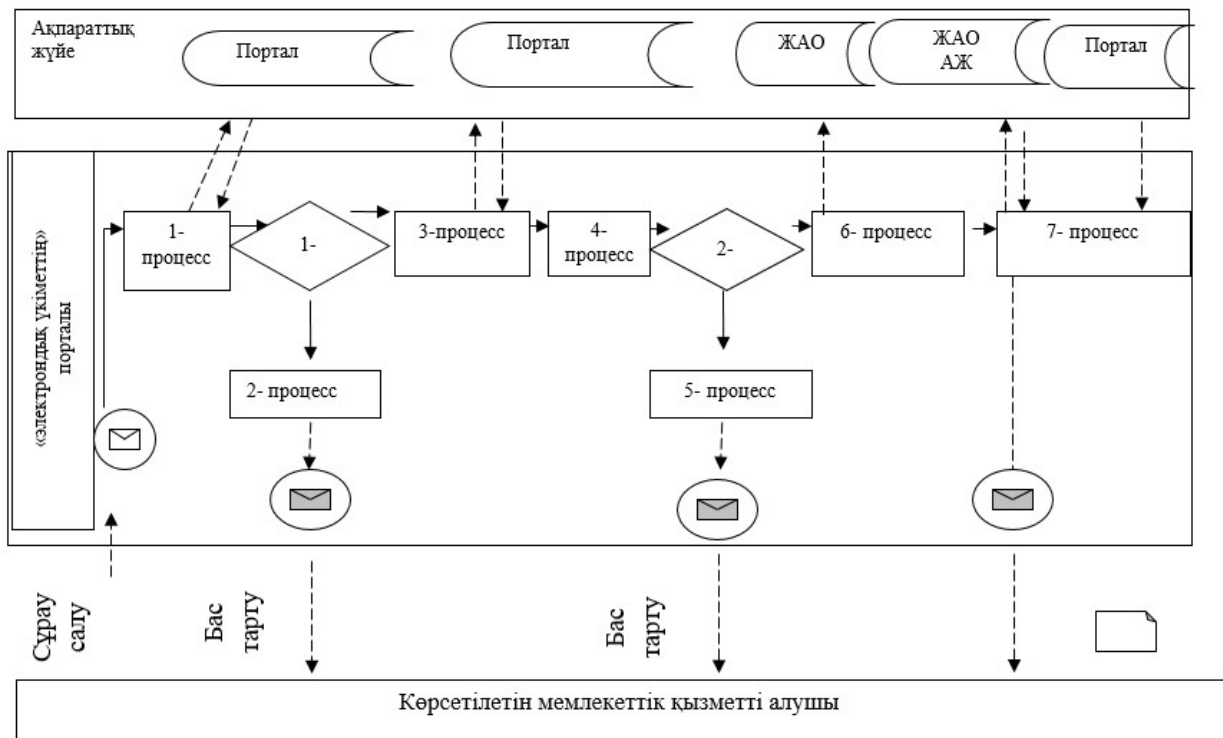 Ақпараттық
жүйе
Портал
Портал
ЖАО
ЖАО
АЖ
Портал
«электрондық үкіметтің»
порталы
1-
процесс
1-
3-процесс
4-
процесс
2-
6- процесс
7- процесс
2- процесс
5- процесс
Сұрау
салу
Бас
тарту
Бас
тарту
Көрсетілетін мемлекеттік қызметті алушы